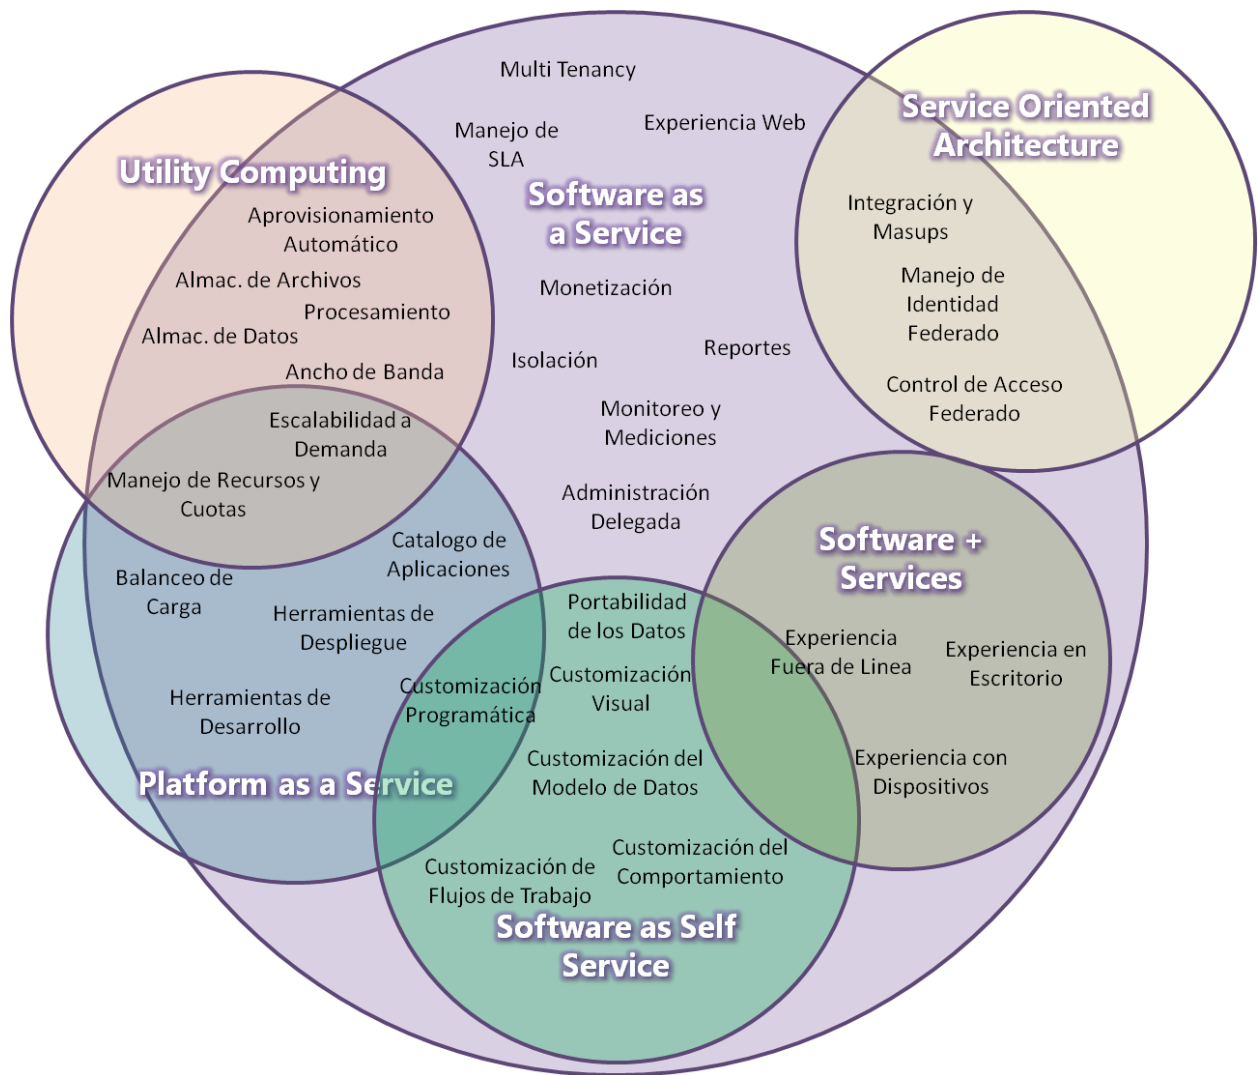 Multi Tenancy
Experiencia Web
Manejo de
SLA
Software as
a Service
Monetización
Isolación
Reportes
Monitoreo y
Mediciones
Administración
Delegada
Utility Computing
Aprovisionamiento
Automático
Almac. de Archivos
Procesamiento
Almac. de Datos
Ancho de Banda
Escalabilidad a
Demanda
Manejo de Recursos y
Cuotas
Service Oriented
Architecture
Integración y
Masups
Manejo de
Identidad
Federado
Control de Acceso
Federado
Catalogo de
Aplicaciones
Balanceo de
Carga
Herramientas de
Despliegue
Herramientas de
Desarrollo
Customización
Programática
Platform as a Service
Software +
Services
Experiencia
Fuera de Linea
Experiencia en
Escritorio
Experiencia con
Dispositivos
Portabilidad
de los Datos
Customización
Visual
Customización del
Modelo de Datos
Customización del
Comportamiento
Customización de
Flujos de Trabajo
Software as Self
Service